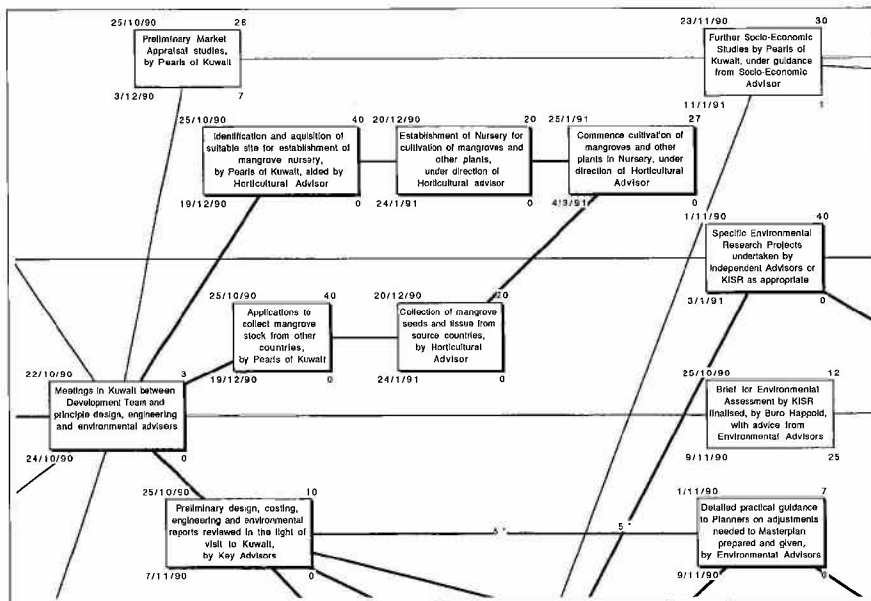 25/10/90 28
Preliminary Market
Appraisal studies,
by Pearls of Kuwait
3/12/90 7
23/11/90 30
Further Socio-Economic
Studies by Pearls of
Kuwait, under guidance
from Socio-Economic
Advisor
11/1/91 1
25/10/90 40
Identification and aquisition of
suitable site for establishment of
mangrove nursery,
by Pearls of Kuwait, aided by
Horticultural Advisor
19/12/90 0
20/12/90 20
Establishment of Nursery for
cultivation of mangroves and
other plants,
under direction of
Horticultural advisor
24/1/91 0
25/1/91 27
Commence cultivation of
mangroves and other
plants in Nursery, under
direction of Horticultural
Advisor
4/3/91 0
1/11/90 40
Specific Environmental
Research Projects
undertaken by
Independent Advisors or
KISR as appropriate
3/1/91 0
25/10/90 40
Applications to
collect mangrove
stock from other
countries,
by Pearls of Kuwait
19/12/90 0
20/12/90 20
Collection of mangrove
seeds and tissue from
source countries,
by Horticultural
Advisor
24/11/91 0
22/10/90 3
Meetings in Kuwait between
Development Team and
principle design, engineering
and environmental advisers
24/10/90 0
25/10/90 12
Brief for Environmental
Assessment by KISR
finalised, by Buro Happold,
with advice from
Environmental Advisors
9/11/90 25
25/10/90 10
Preliminary design, costing,
engineering and environmental
reports reviewed in the light of
visit to Kuwait,
by Key Advisors
7/11/90 0
5 *
1/11/90 7
Detailed practical guidance
to Planners on adjustments
needed to Masterplan
prepared and given,
by Environmental Advisors
9/11/90 0